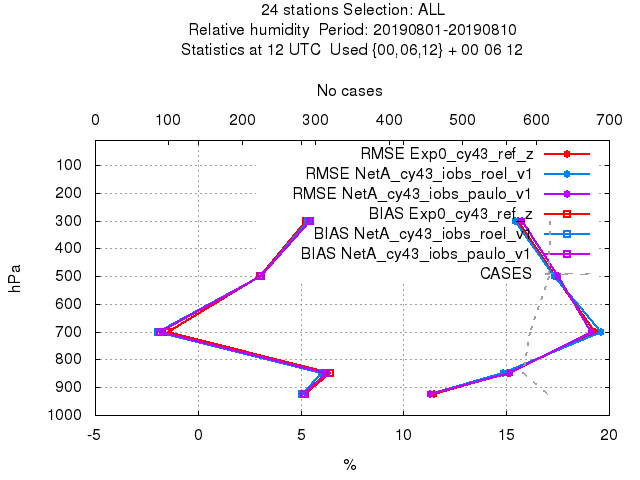 24 stations Selection: ALL
Relative humidity  Period: 20190801-20190810
Statistics at 12 UTC  Used {00,06,12} + 00 06 12
No cases
0 100 200 300 400 500 600 700
RMSE Exp0_cy43_ref_z
RMSE NetA_cy43_iobs_roel_v1
RMSE NetA_cy43_iobs_paulo_v1
BIAS Exp0_cy43_ref_z
BIAS NetA_cy43_iobs_roel_v1
BIAS NetA_cy43_iobs_paulo_v1
CASES
hPa
100
200
300
400
500
600
700
800
900
1000
-5 0 5 10 15 20
%